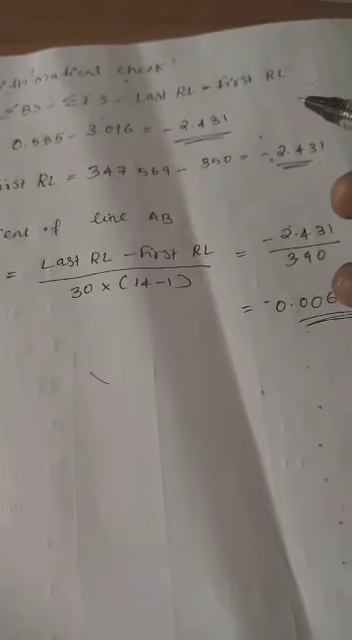 check:
ΣBS - ΣFS - Last RL - First RL
0.585 - 3.016 = - 2.431
RL = 347 569 - 350 = - 2.431
of line AB
= Last RL - First RL / 30 × (14-1) = - 2.431 / 390
= -0.006